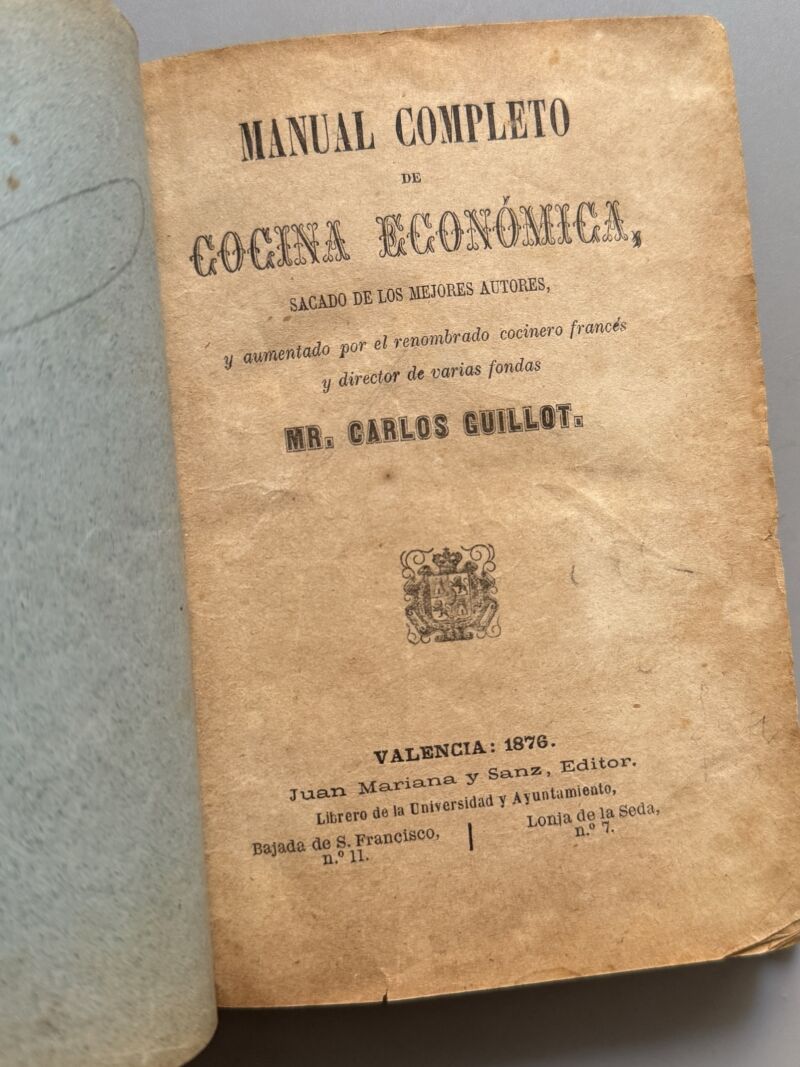 MANUAL COMPLETO
DE
COCINA ECONÓMICA,
SACADO DE LOS MEJORES AUTORES,
y aumentado por el renombrado cocinero francés
y director de varias fondas
MR. CARLOS GUILLOT.
VALENCIA: 1876.
Juan Mariana y Sanz, Editor.
Librero de la Universidad y Ayuntamiento,
Bajada de S. Francisco,
n.º 11.
Lonja de la Seda,
n.º 7.